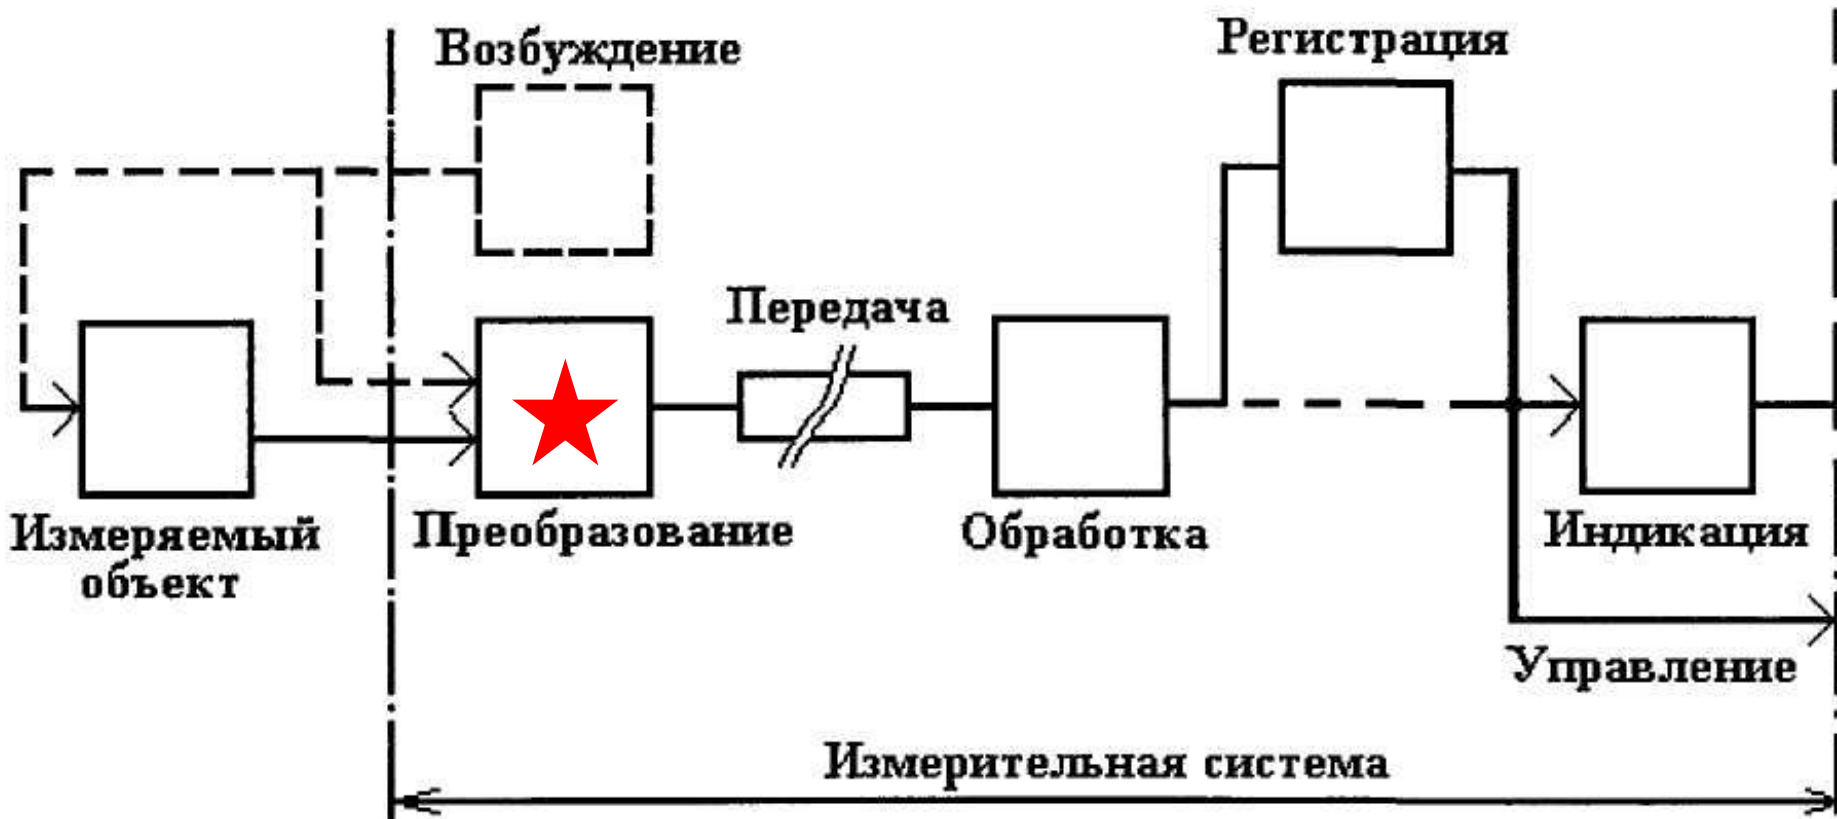 Возбуждение
Регистрация
Передача
Измеряемый
объект
Преобразование
Обработка
Индикация
Управление
Измерительная система